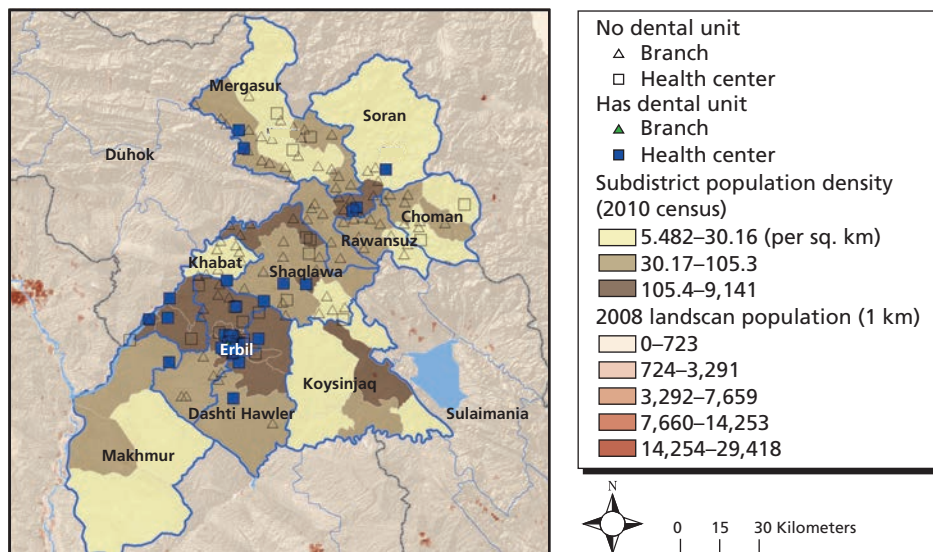 Mergasur
Soran
Duhok
Choman
Rawansuz
Khabat
Shaqlawa
Erbil
Koysinjaq
Dashti Hawler
Sulaimania
Makhmur
No dental unit
Branch
Health center
Has dental unit
Branch
Health center
Subdistrict population density
(2010 census)
5.482–30.16 (per sq. km)
30.17–105.3
105.4–9,141
2008 landscan population (1 km)
0–723
724–3,291
3,292–7,659
7,660–14,253
14,254–29,418
N
0 15 30 Kilometers